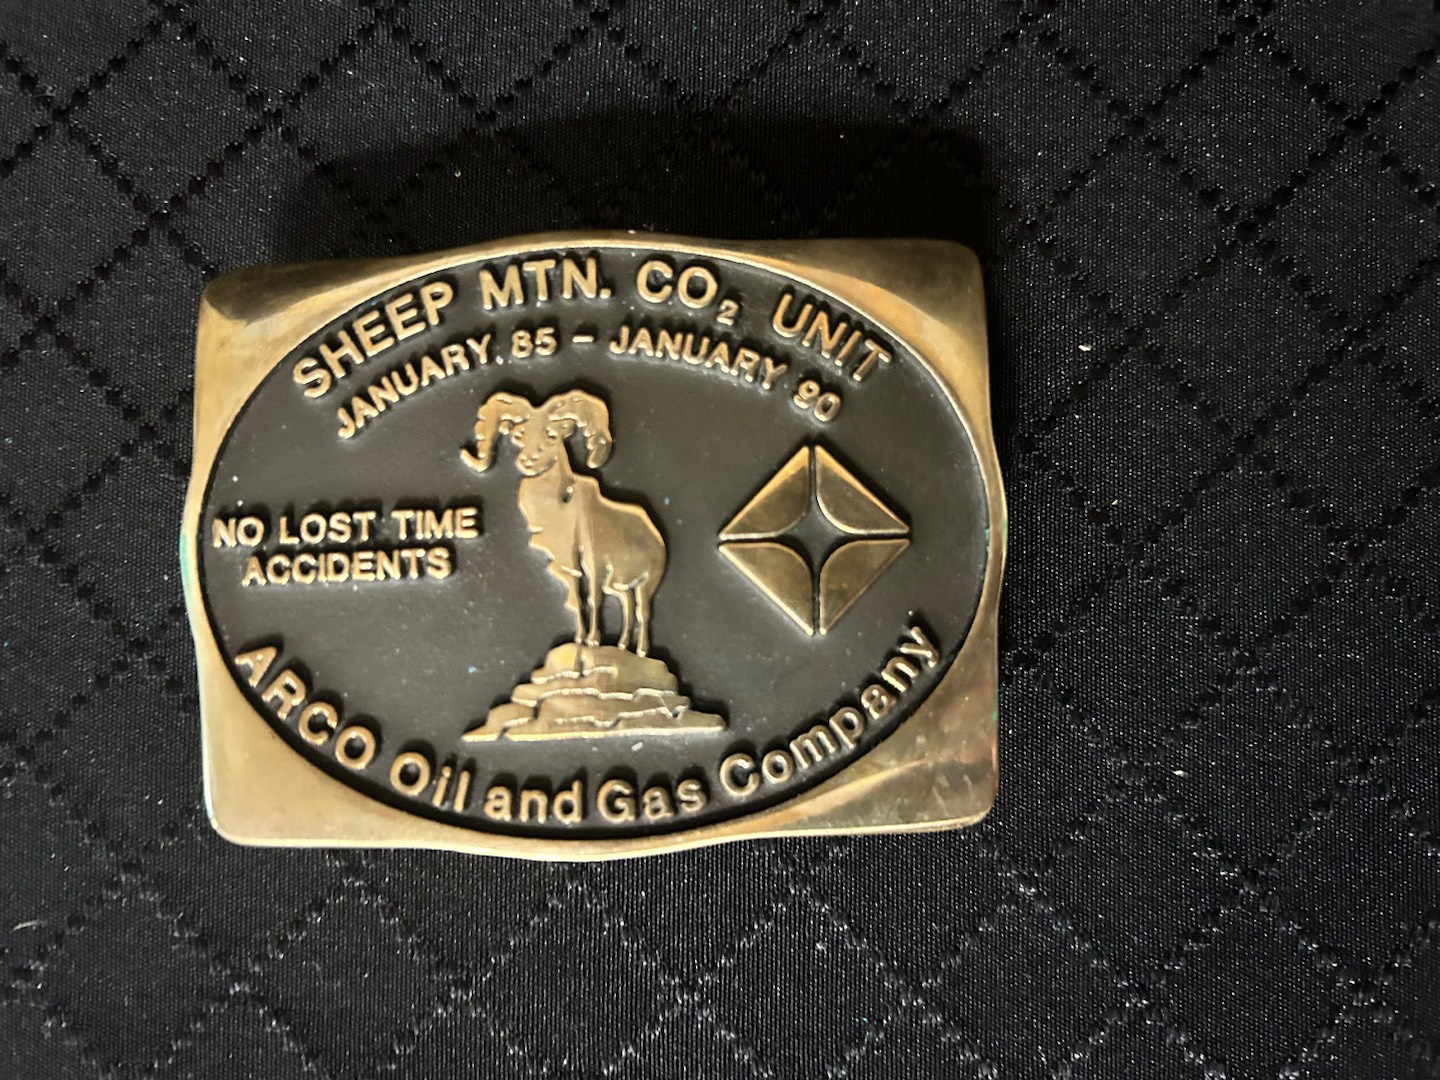 SHEEP MTN. CO₂ UNIT
JANUARY. 85 - JANUARY 90
NO LOST TIME
ACCIDENTS
ARCO Oil and Gas Company